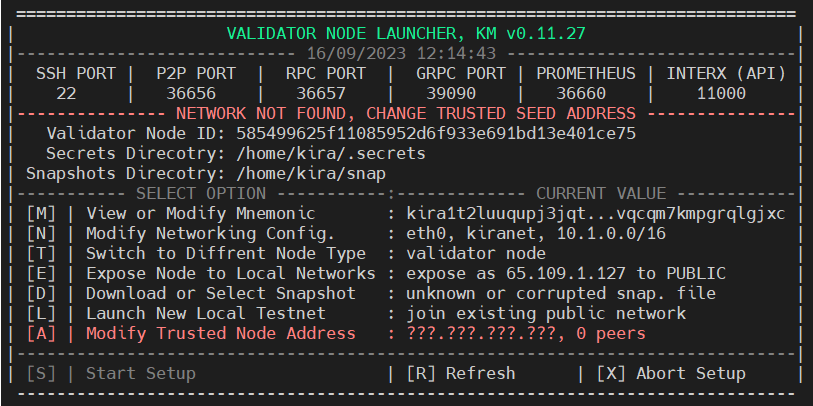 ===========================================================================
| VALIDATOR NODE LAUNCHER, KM v0.11.27 |
|--------------------------- 16/09/2023 12:14:43 --------------------------|
| SSH PORT | P2P PORT | RPC PORT | GRPC PORT | PROMETHEUS | INTERX (API) |
| 22 | 36656 | 36657 | 39090 | 36660 | 11000 |
|--------------- NETWORK NOT FOUND, CHANGE TRUSTED SEED ADDRESS ---------------|
Validator Node ID: 585499625f11085952d6f933e691bd13e401ce75
Secrets Direcotry: /home/kira/.secrets
Snapshots Direcotry: /home/kira/snap
|----------- SELECT OPTION -----------:------------- CURRENT VALUE ------------|
| [M] | View or Modify Mnemonic : kira1t2luuqupj3jqt...vqcqm7kmpgrqlgjxc
| [N] | Modify Networking Config. : eth0, kiranet, 10.1.0.0/16
| [T] | Switch to Diffrent Node Type : validator node
| [E] | Expose Node to Local Networks : expose as 65.109.1.127 to PUBLIC
| [D] | Download or Select Snapshot : unknown or corrupted snap. file
| [L] | Launch New Local Testnet : join existing public network
| [A] | Modify Trusted Node Address : ???.???.???.???, 0 peers
|------------------------------------------------------------------------------|
| [S] | Start Setup | [R] Refresh | [X] Abort Setup |
------------------------------------------------------------------------------